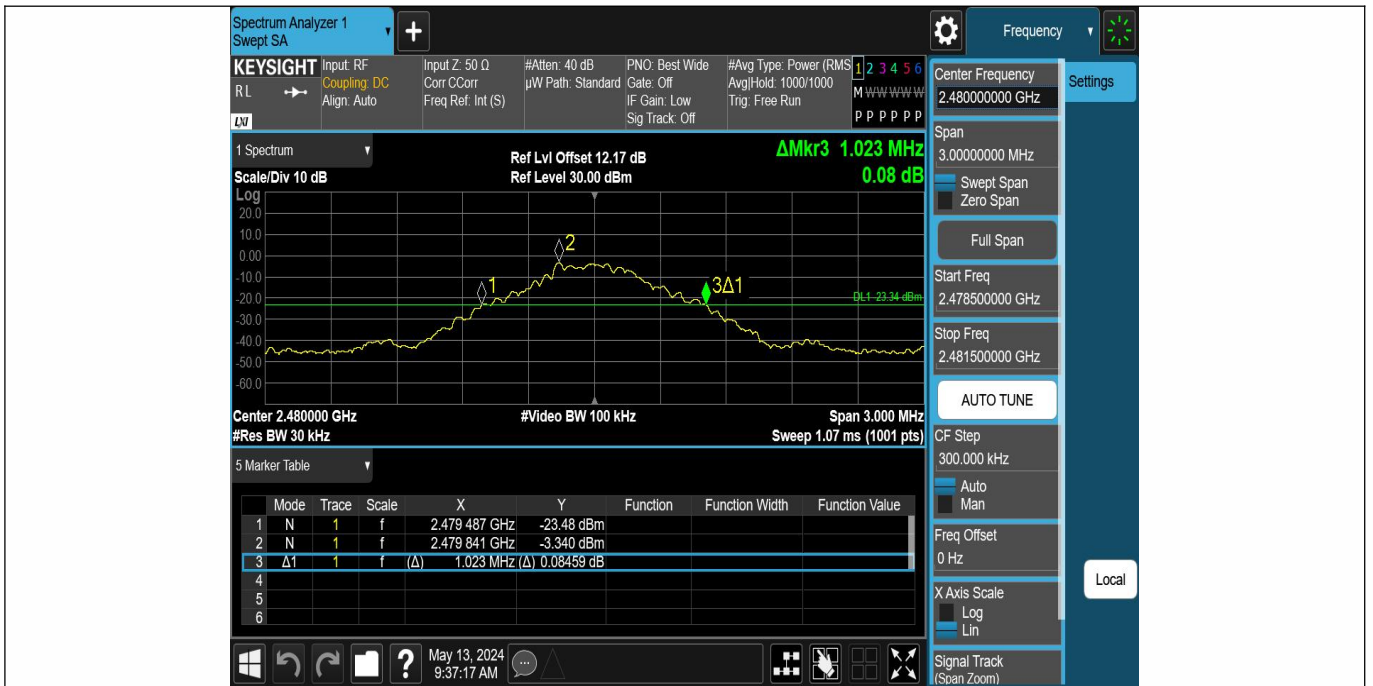 Spectrum Analyzer 1
Swept SA
+
Frequency
KEYSIGHT
RL
LXI
Input: RF
Coupling: DC
Align: Auto
Input Z: 50 Ω
Corr CCorr
Freq Ref: Int (S)
#Atten: 40 dB
µW Path: Standard
PNO: Best Wide
Gate: Off
IF Gain: Low
Sig Track: Off
#Avg Type: Power (RMS
Avg|Hold: 1000/1000
Trig: Free Run
1 2 3 4 5 6
M W W W W W
P P P P P P
Center Frequency
2.480000000 GHz
Settings
1 Spectrum
Scale/Div 10 dB
Ref Lvl Offset 12.17 dB
Ref Level 30.00 dBm
ΔMkr3 1.023 MHz
0.08 dB
Span
3.00000000 MHz
Swept Span
Zero Span
Full Span
Start Freq
2.478500000 GHz
Stop Freq
2.481500000 GHz
AUTO TUNE
CF Step
300.000 kHz
Auto
Man
Freq Offset
0 Hz
X Axis Scale
Log
Lin
Signal Track
(Span Zoom)
Local
Log
20.0
10.0
0.00
-10.0
-20.0
-30.0
-40.0
-50.0
-60.0
1
2
3Δ1
DL1 -23.34 dBm
Center 2.480000 GHz
#Res BW 30 kHz
#Video BW 100 kHz
Span 3.000 MHz
Sweep 1.07 ms (1001 pts)
5 Marker Table
Mode Trace Scale X Y Function Function Width Function Value
1 N 1 f 2.479 487 GHz -23.48 dBm
2 N 1 f 2.479 841 GHz -3.340 dBm
3 Δ1 1 f (Δ) 1.023 MHz (Δ) 0.08459 dB
4
5
6
?
May 13, 2024
9:37:17 AM